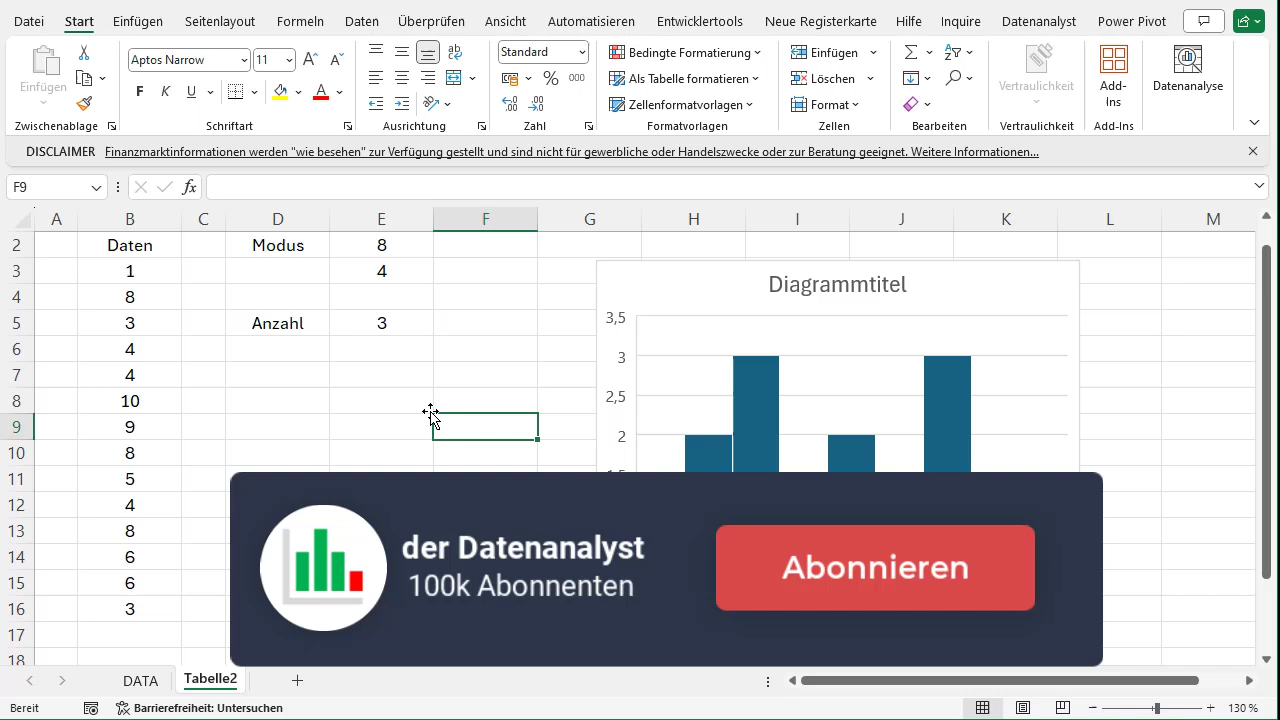 Datei Start Einfügen Seitenlayout Formeln Daten Überprüfen Ansicht Automatisieren Entwicklertools Neue Registerkarte Hilfe Inquire Datenanalyst Power Pivot
Einfügen
Aptos Narrow 11
F K U A
ab
Standard
% 000
Bedingte Formatierung
Als Tabelle formatieren
Zellenformatvorlagen
Einfügen
Löschen
Format
Vertraulichkeit
Add-
Ins
Datenanalyse
Zwischenablage Schriftart Ausrichtung Zahl Formatvorlagen Zellen Bearbeiten Vertraulichkeit Add-Ins
DISCLAIMER Finanzmarktinformationen werden "wie besehen" zur Verfügung gestellt und sind nicht für gewerbliche oder Handelszwecke oder zur Beratung geeignet. Weitere Informationen...
F9 fx
A B C D E F G H I J K L M
2 Daten Modus 8
3 1 4
4 8
5 3 Anzahl 3
6 4
7 4
8 10
9 9
10 8
11 5
12 4
13 8
14 6
15 6
16 3
17
18
Diagrammtitel
3,5
3
2,5
2
der Datenanalyst
100k Abonnenten
Abonnieren
DATA Tabelle2
Bereit Barrierefreiheit: Untersuchen 130 %